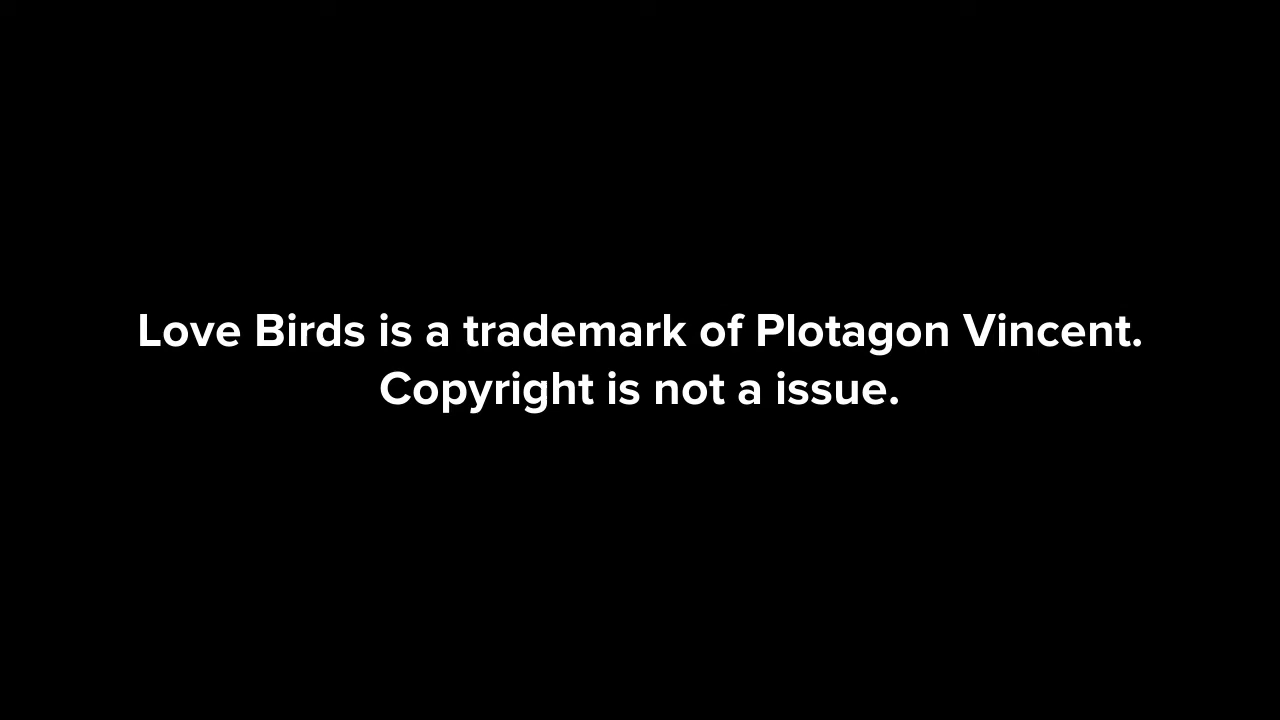 Love Birds is a trademark of Plotagon Vincent.
Copyright is not a issue.